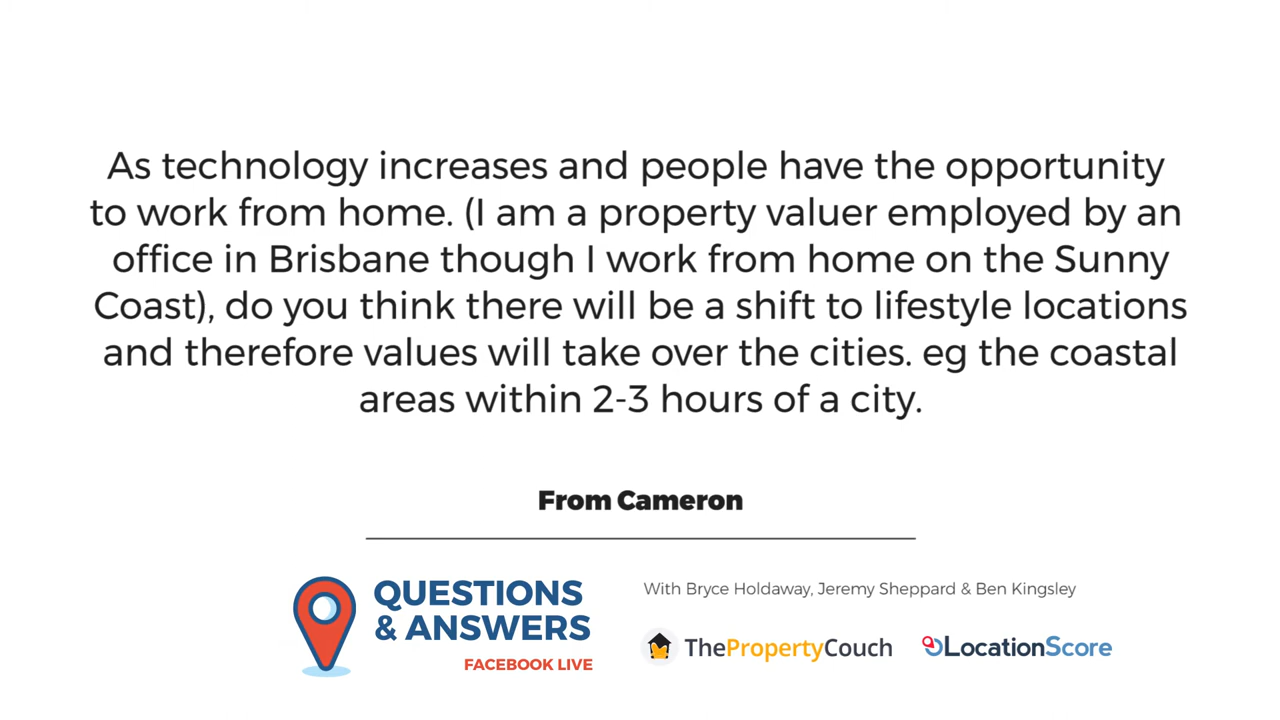 As technology increases and people have the opportunity
to work from home. (I am a property valuer employed by an
office in Brisbane though I work from home on the Sunny
Coast), do you think there will be a shift to lifestyle locations
and therefore values will take over the cities. eg the coastal
areas within 2-3 hours of a city.
From Cameron
QUESTIONS
& ANSWERS
FACEBOOK LIVE
With Bryce Holdaway, Jeremy Sheppard & Ben Kingsley
ThePropertyCouch
LocationScore